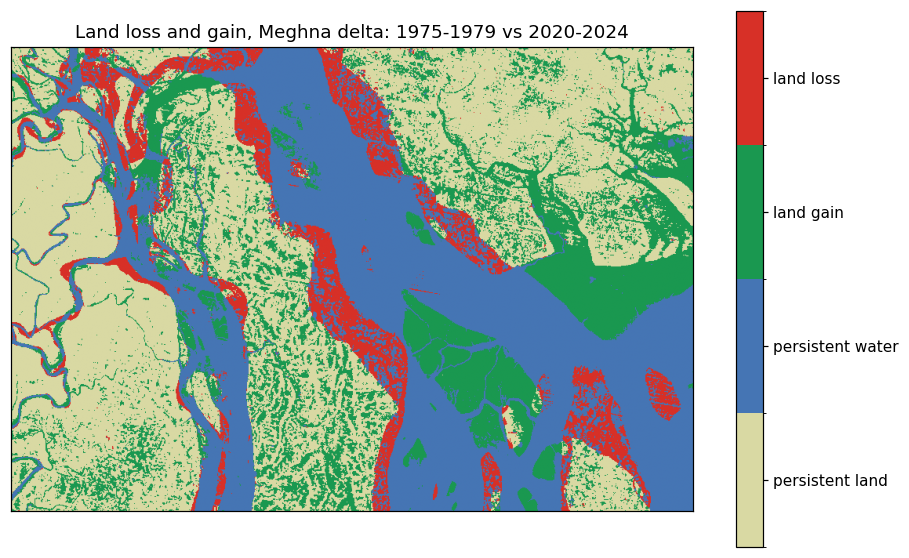 Land loss and gain, Meghna delta: 1975-1979 vs 2020-2024
land loss
land gain
persistent water
persistent land